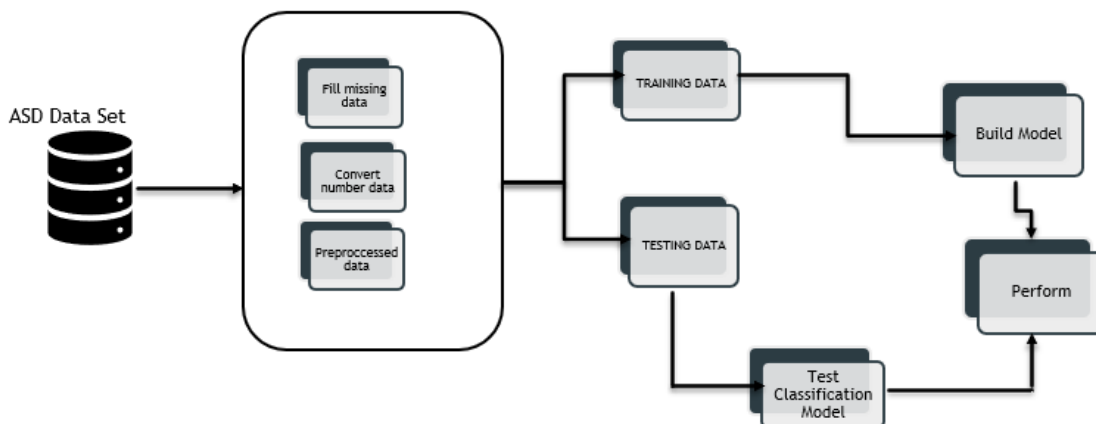 ASD Data Set
Fill missing
data
Convert
number data
Preproccessed
data
TRAINING DATA
TESTING DATA
Build Model
Perform
Test
Classification
Model